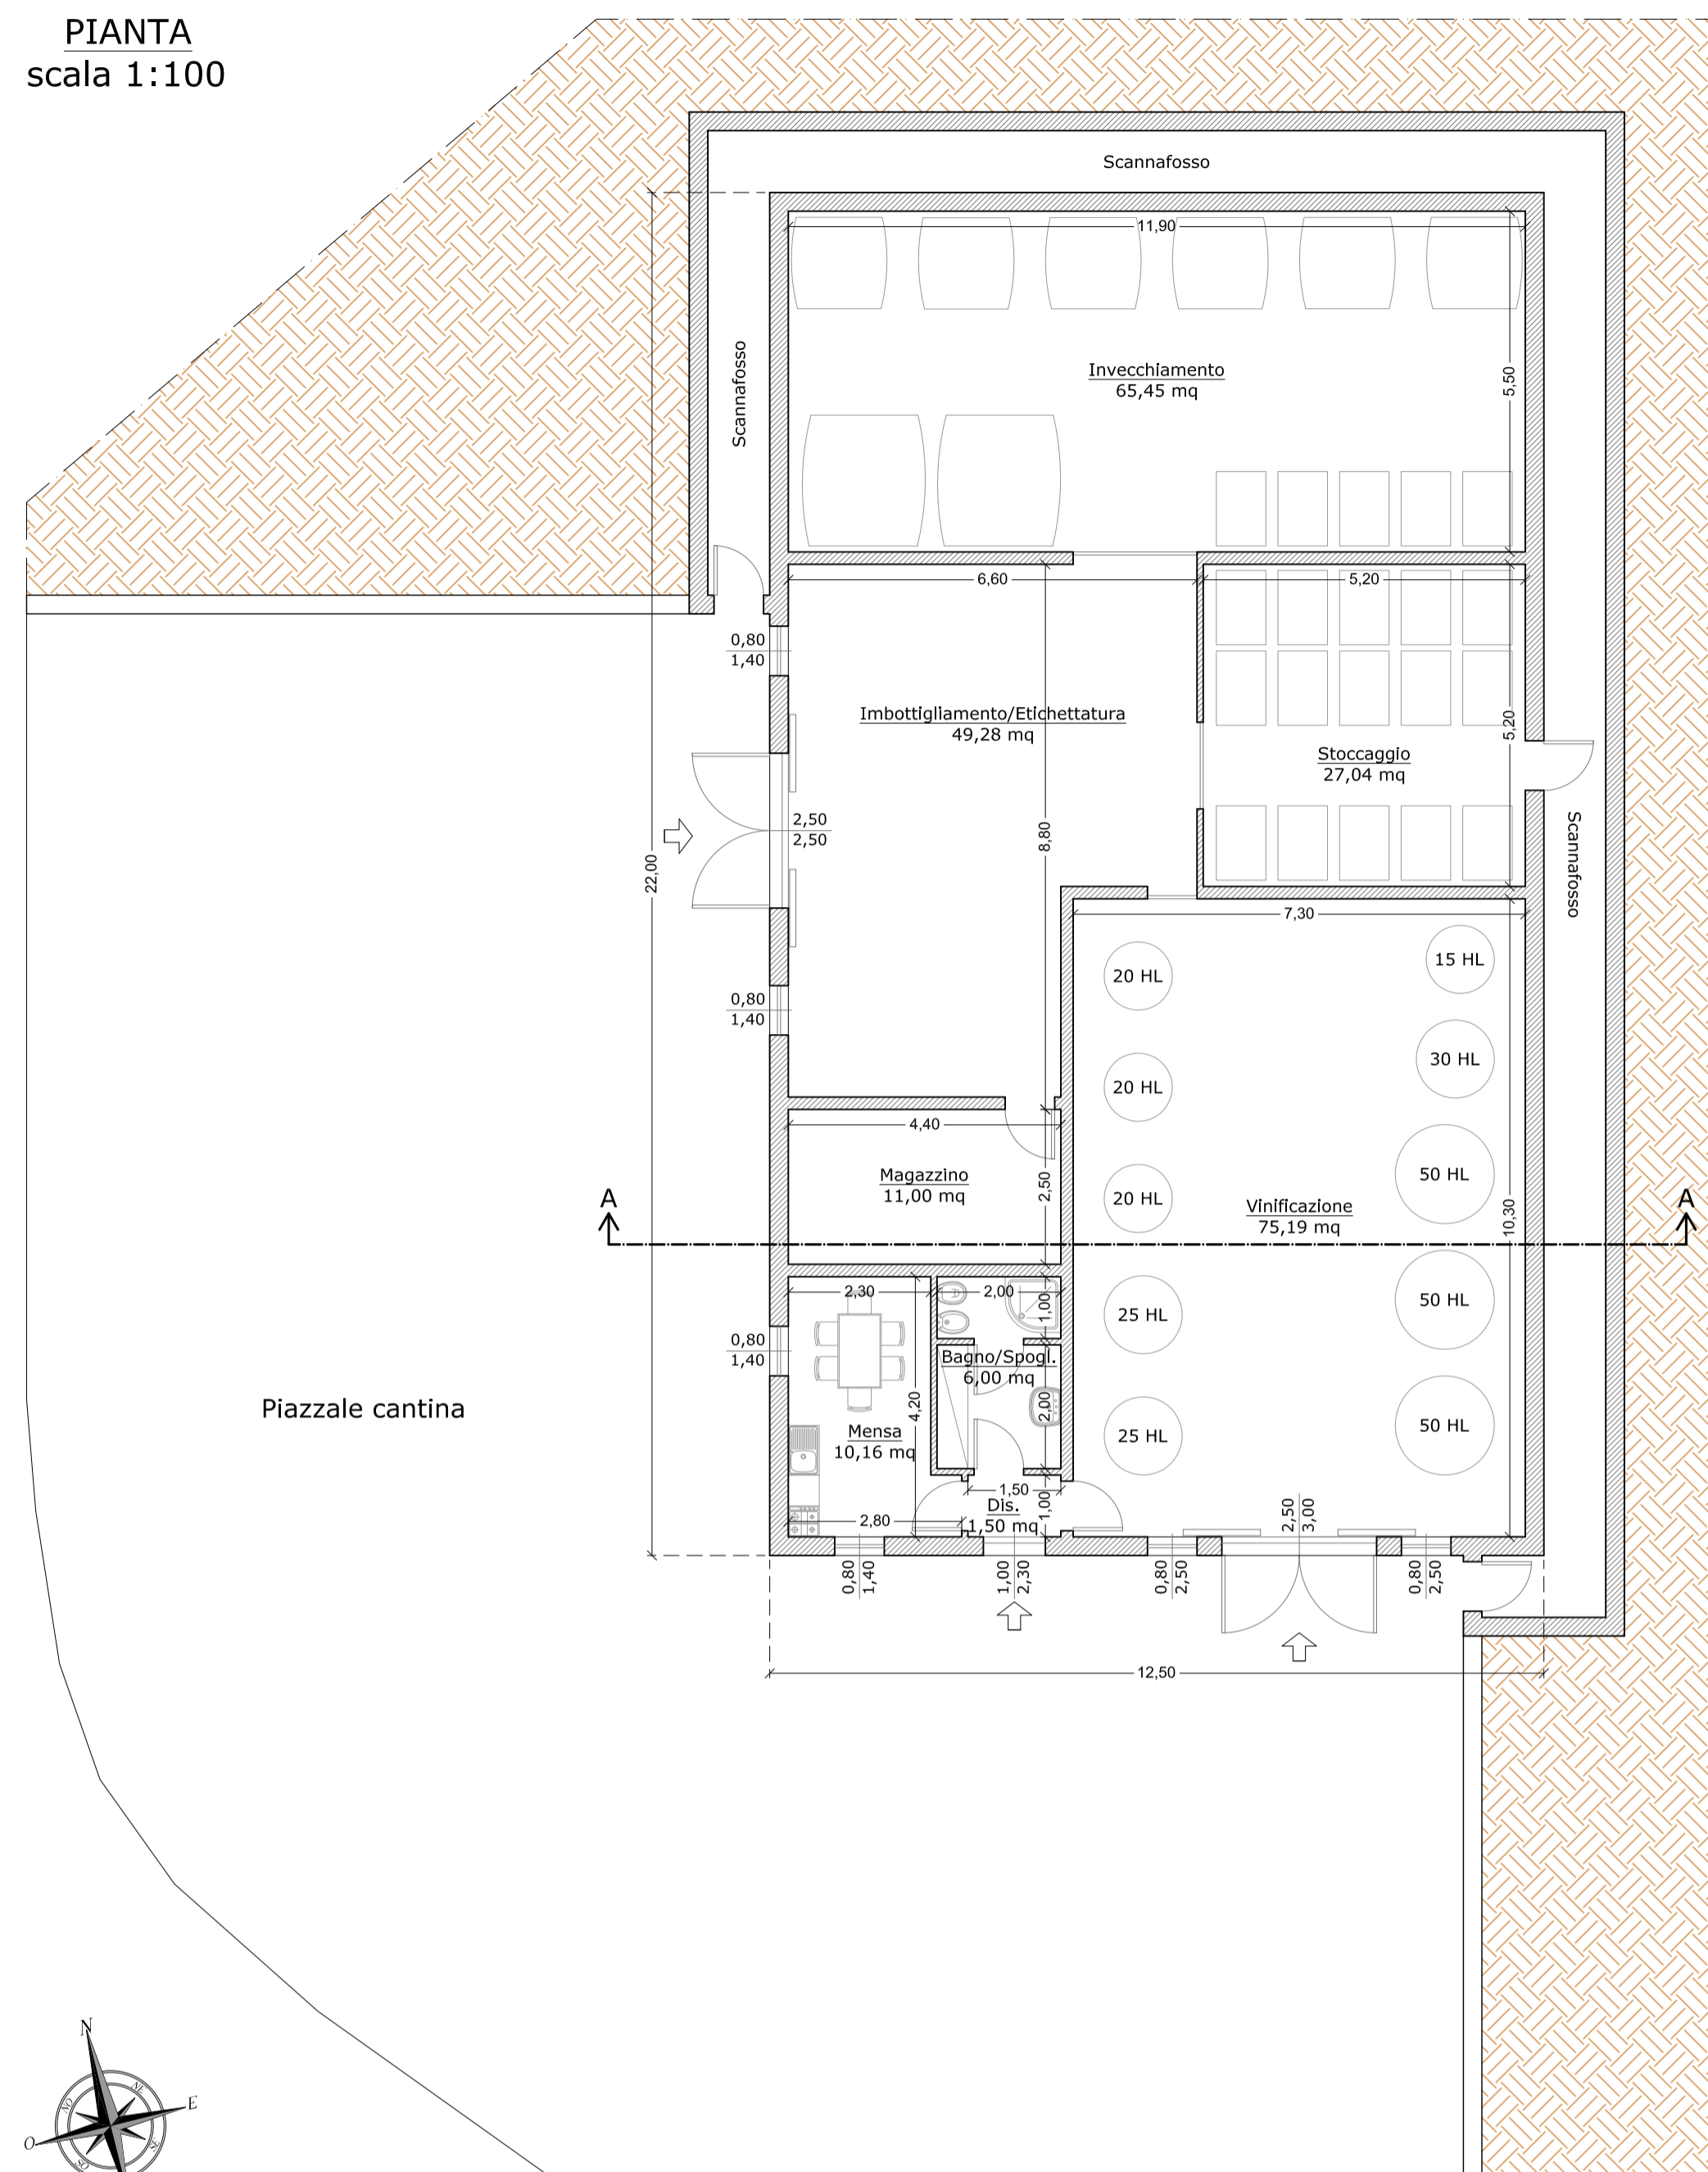 PIANTA
scala 1:100
Scannafosso
11,90
Scannafosso
Invecchiamento
65,45 mq
5,50
6,60
5,20
0,80
1,40
Imbottigliamento/Etichettatura
49,28 mq
5,20
Stoccaggio
27,04 mq
2,50
2,50
8,80
22,00
Scannafosso
7,30
15 HL
20 HL
0,80
1,40
30 HL
20 HL
4,40
Magazzino
11,00 mq
2,50
50 HL
20 HL
A
A
Vinificazione
75,19 mq
10,30
2,30
2,00
1,00
50 HL
25 HL
0,80
1,40
Bagno/Spogl.
6,00 mq
Piazzale cantina
4,20
2,00
Mensa
10,16 mq
50 HL
25 HL
1,50
Dis.
1,50 mq
1,00
2,80
2,50
3,00
0,80
1,40
1,00
2,30
0,80
2,50
0,80
2,50
12,50
N
NE
E
NO
O
SO
SE